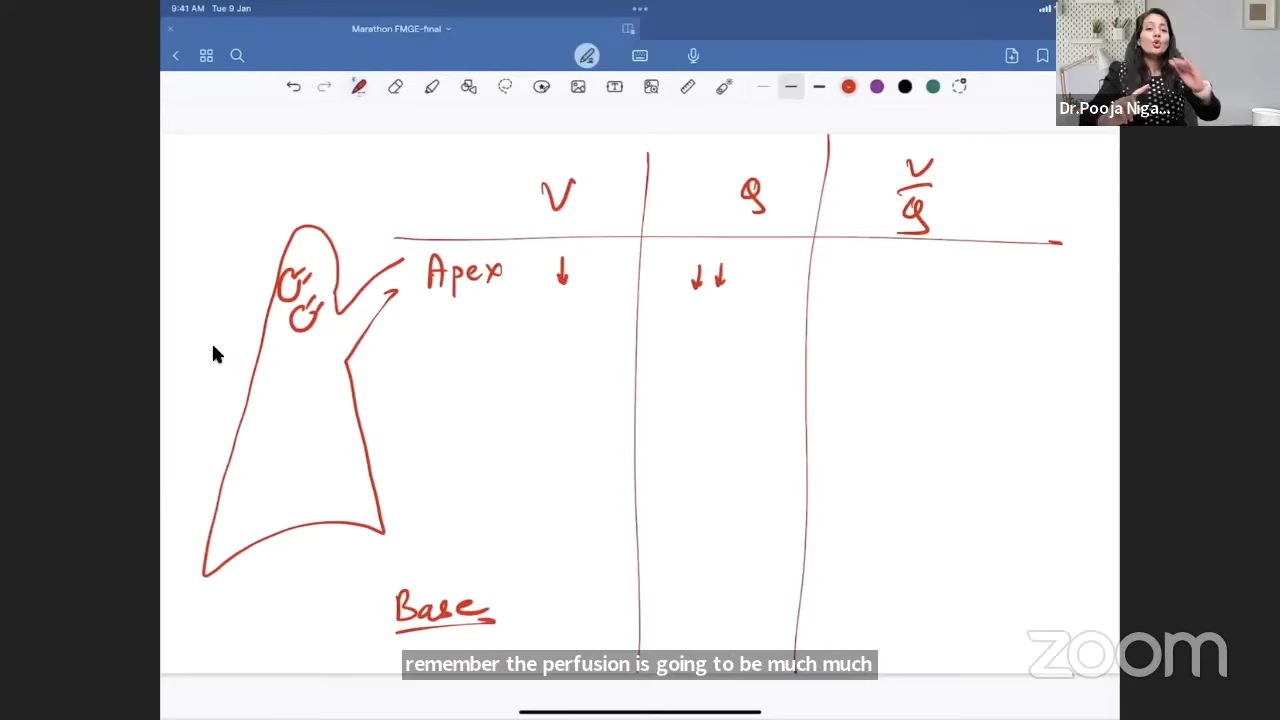 9:41 AM Tue 9 Jan
Marathon FMGE-final
Dr.Pooja Niga...
V
Q
V
Q
Apex ↓ ↓↓
Base
remember the perfusion is going to be much much
zoom